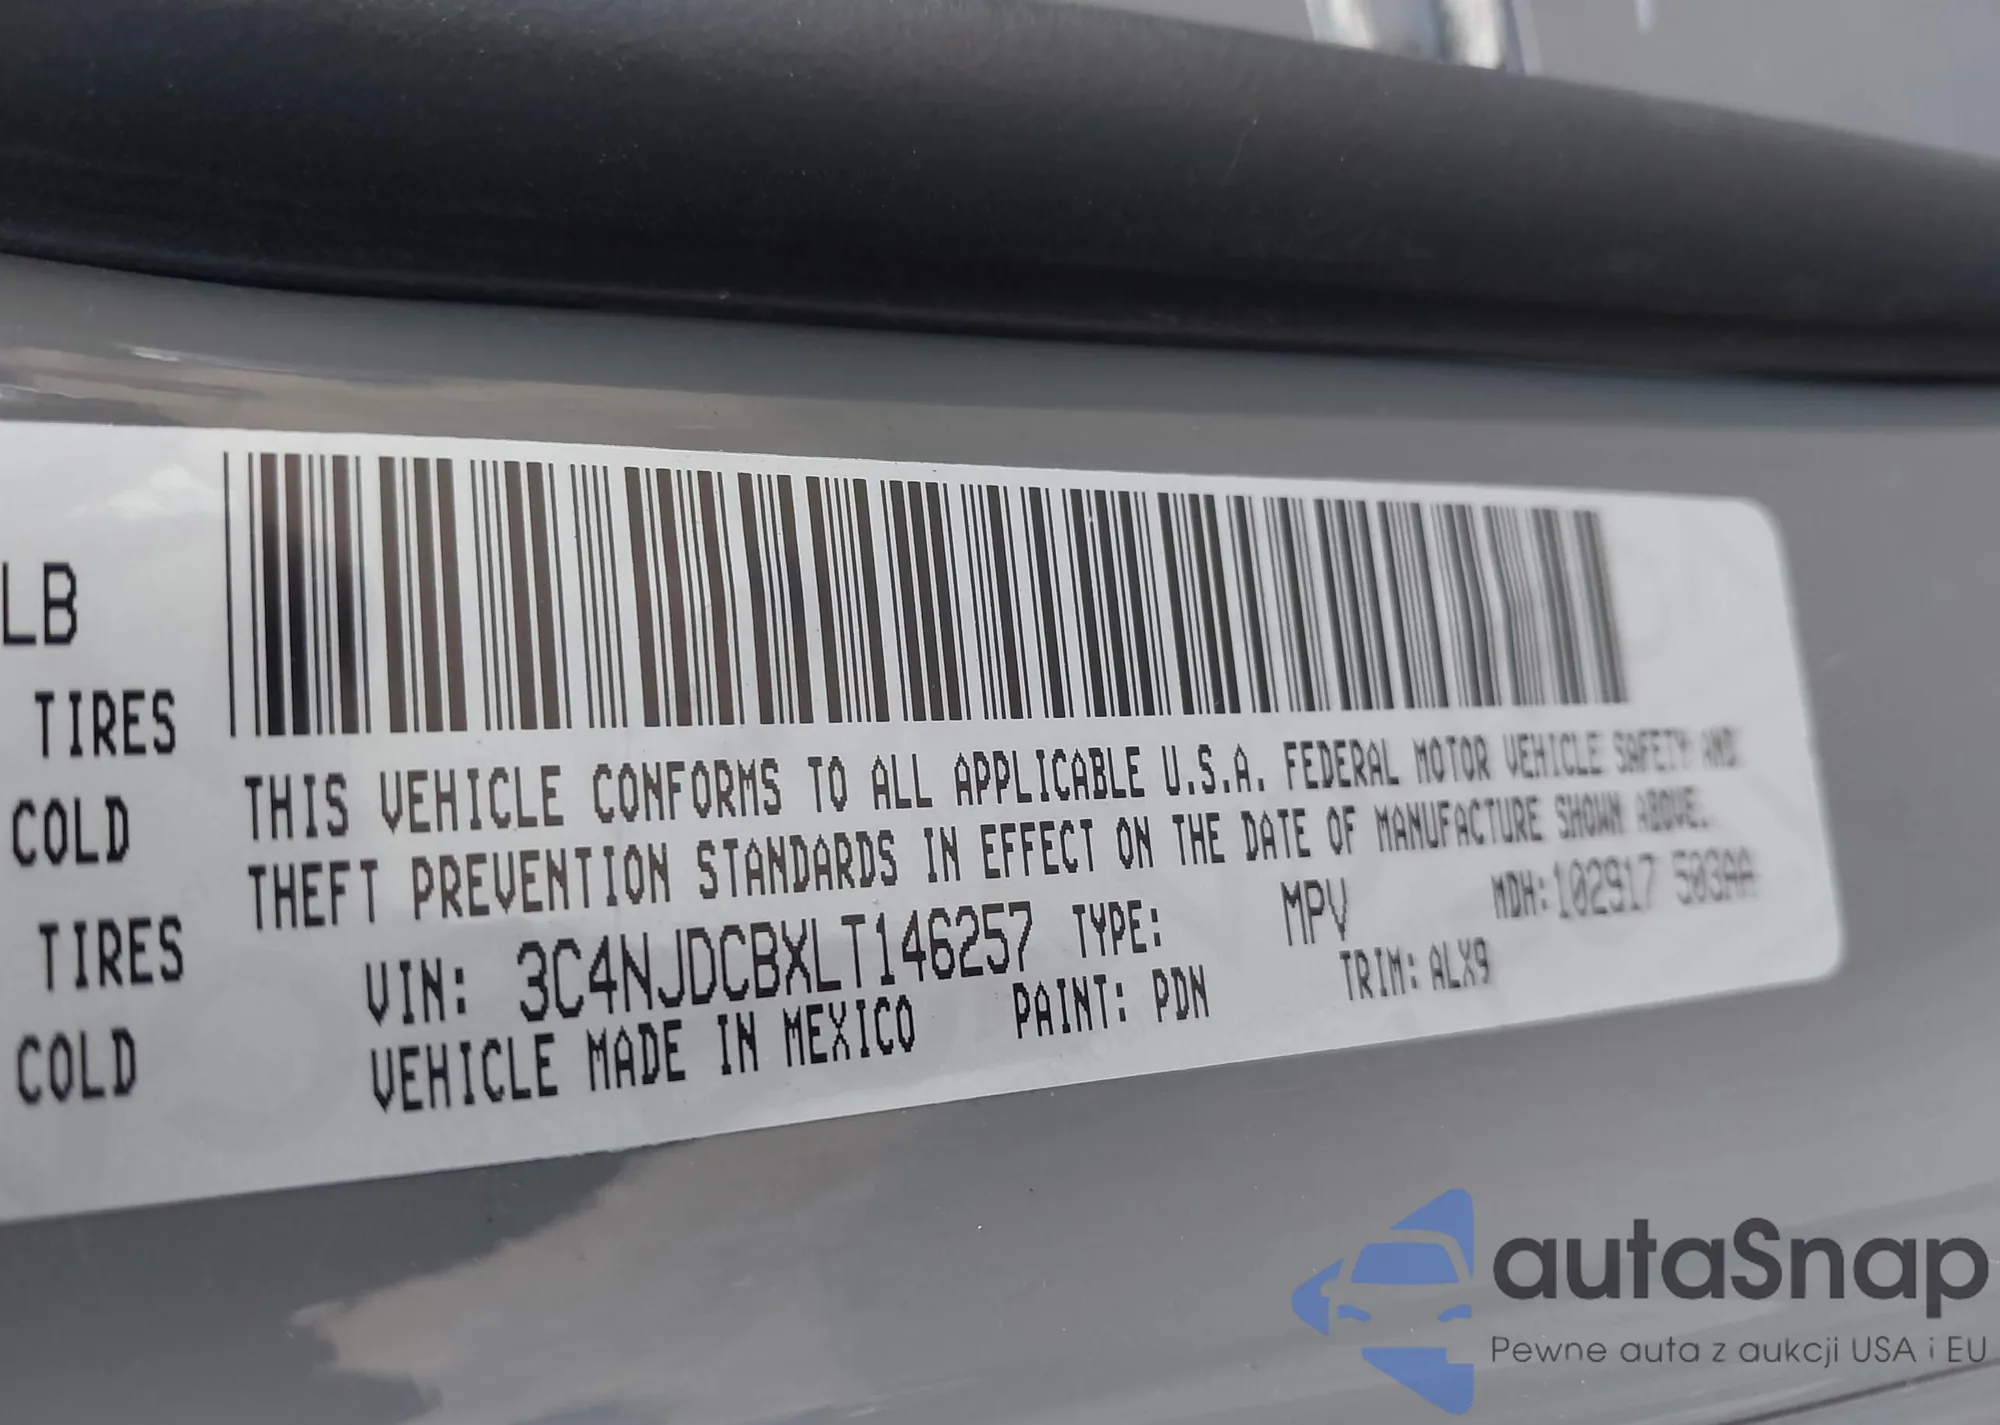 LB
TIRES
COLD
TIRES
COLD
THIS VEHICLE CONFORMS TO ALL APPLICABLE U.S.A. FEDERAL MOTOR VEHICLE SAFETY AND
THEFT PREVENTION STANDARDS IN EFFECT ON THE DATE OF MANUFACTURE SHOWN ABOVE.
VIN: 3C4NJDCBXLT146257 TYPE: MPV MDH:102917 503AA
VEHICLE MADE IN MEXICO PAINT: PDN TRIM: ALX9
autaSnap
Pewne auta z aukcji USA i EU